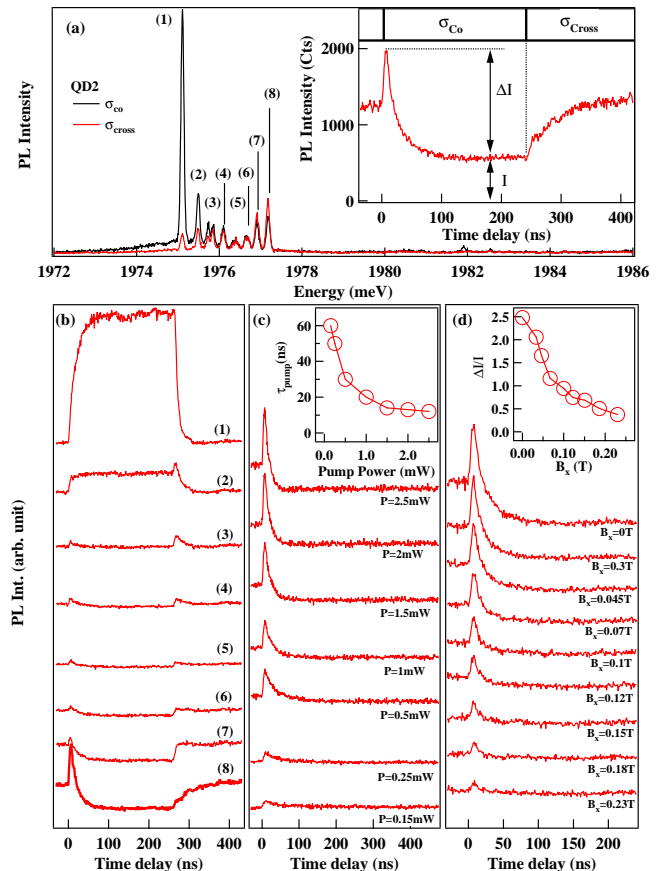 (a)
PL Intensity
QD2
σco
σcross
(1)
(2)
(3)
(4)
(5)
(6)
(7)
(8)
1972
1974
1976
1978
1980
1982
1984
1986
Energy (meV)
σCo
σCross
PL Intensity (Cts)
2000
1000
0
ΔI
I
0
100
200
300
400
Time delay (ns)
PL Int. (arb. unit)
(b)
(1)
(2)
(3)
(4)
(5)
(6)
(7)
(8)
0
100
200
300
400
Time delay (ns)
(c)
τpump(ns)
60
40
20
0
0.0
1.0
2.0
Pump Power (mW)
P=2.5mW
P=2mW
P=1.5mW
P=1mW
P=0.5mW
P=0.25mW
P=0.15mW
0
100
200
300
400
Time delay (ns)
(d)
ΔI/I
2.5
2.0
1.5
1.0
0.5
0.0
0.00
0.10
0.20
Bx (T)
Bx=0T
Bx=0.3T
Bx=0.045T
Bx=0.07T
Bx=0.1T
Bx=0.12T
Bx=0.15T
Bx=0.18T
Bx=0.23T
0
50
100
150
200
Time delay (ns)